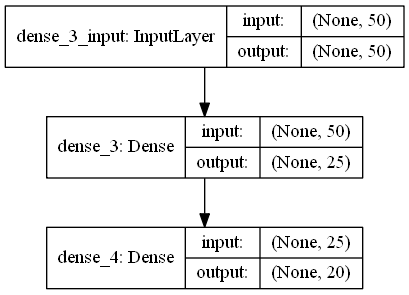 dense_3_input: InputLayer
input: (None, 50)
output: (None, 50)
dense_3: Dense
input: (None, 50)
output: (None, 25)
dense_4: Dense
input: (None, 25)
output: (None, 20)